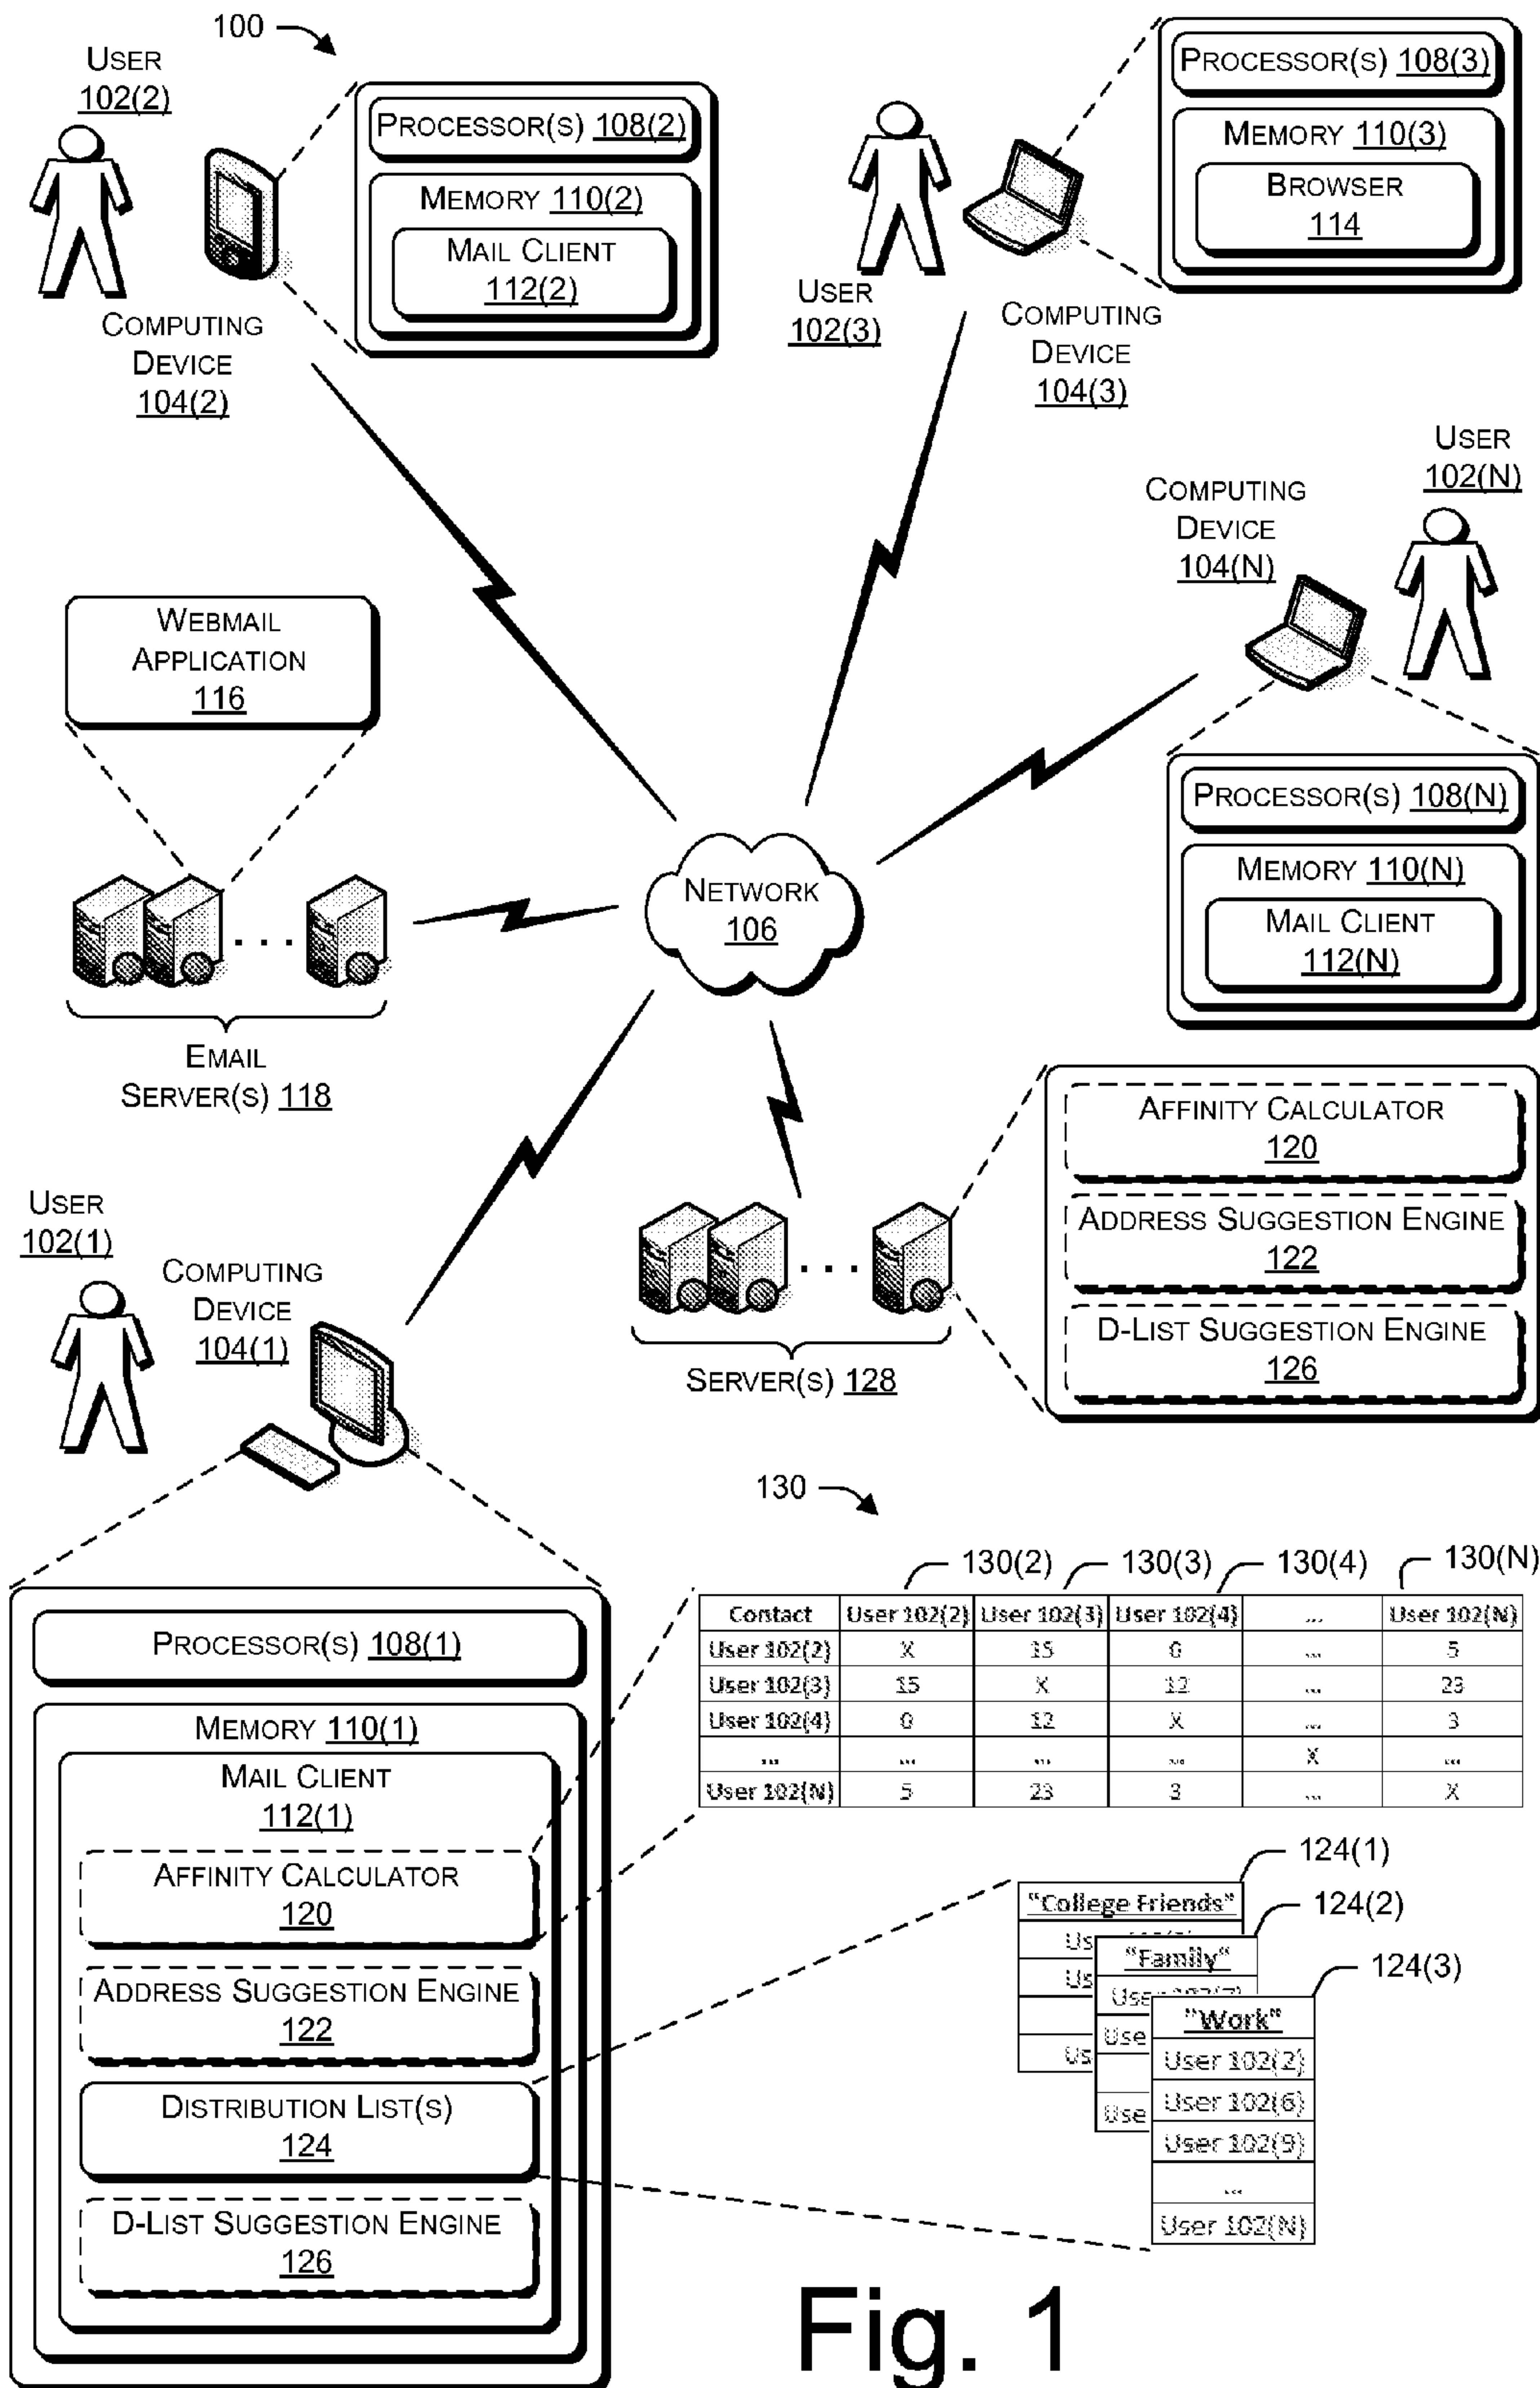 100
USER
102(2)
PROCESSOR(S) 108(2)
MEMORY 110(2)
MAIL CLIENT
112(2)
COMPUTING
DEVICE
104(2)
USER
102(3)
COMPUTING
DEVICE
104(3)
PROCESSOR(S) 108(3)
MEMORY 110(3)
BROWSER
114
USER
102(N)
COMPUTING
DEVICE
104(N)
PROCESSOR(S) 108(N)
MEMORY 110(N)
MAIL CLIENT
112(N)
WEBMAIL
APPLICATION
116
EMAIL
SERVER(S) 118
NETWORK
106
AFFINITY CALCULATOR
120
ADDRESS SUGGESTION ENGINE
122
D-LIST SUGGESTION ENGINE
126
SERVER(S) 128
USER
102(1)
COMPUTING
DEVICE
104(1)
PROCESSOR(S) 108(1)
MEMORY 110(1)
MAIL CLIENT
112(1)
AFFINITY CALCULATOR
120
ADDRESS SUGGESTION ENGINE
122
DISTRIBUTION LIST(S)
124
D-LIST SUGGESTION ENGINE
126
130
130(2) 130(3) 130(4) 130(N)
Contact User 102(2) User 102(3) User 102(4) ... User 102(N)
User 102(2) X 15 0 ... 5
User 102(3) 15 X 12 ... 23
User 102(4) 0 12 X ... 3
... ... ... ... X ...
User 102(N) 5 23 3 ... X
124(1)
"College Friends"
124(2)
"Family"
124(3)
"Work"
User 102(2)
User 102(6)
User 102(9)
...
User 102(N)
Fig. 1